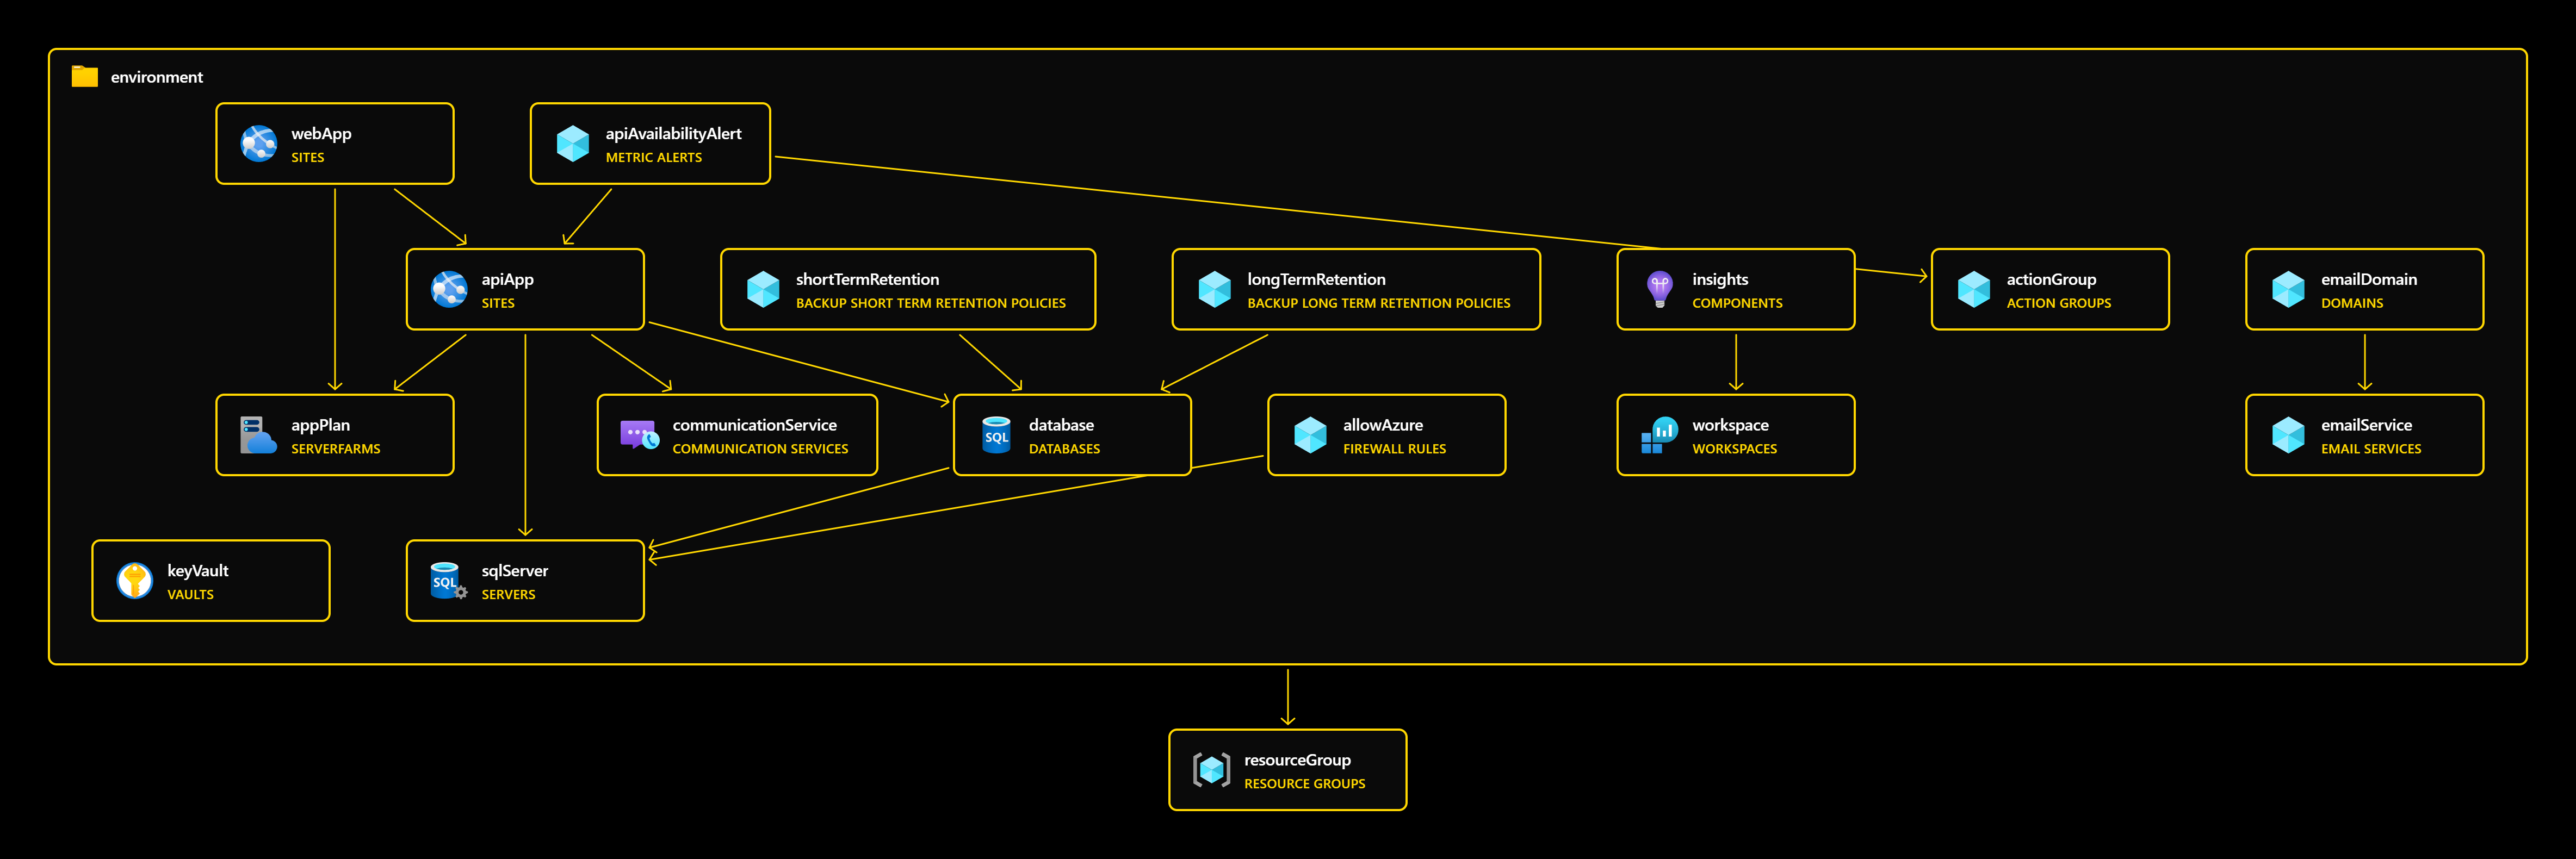 environment
webApp
SITES
apiAvailabilityAlert
METRIC ALERTS
apiApp
SITES
shortTermRetention
BACKUP SHORT TERM RETENTION POLICIES
longTermRetention
BACKUP LONG TERM RETENTION POLICIES
insights
COMPONENTS
actionGroup
ACTION GROUPS
emailDomain
DOMAINS
appPlan
SERVERFARMS
communicationService
COMMUNICATION SERVICES
SQL
database
DATABASES
allowAzure
FIREWALL RULES
workspace
WORKSPACES
emailService
EMAIL SERVICES
keyVault
VAULTS
SQL
sqlServer
SERVERS
resourceGroup
RESOURCE GROUPS